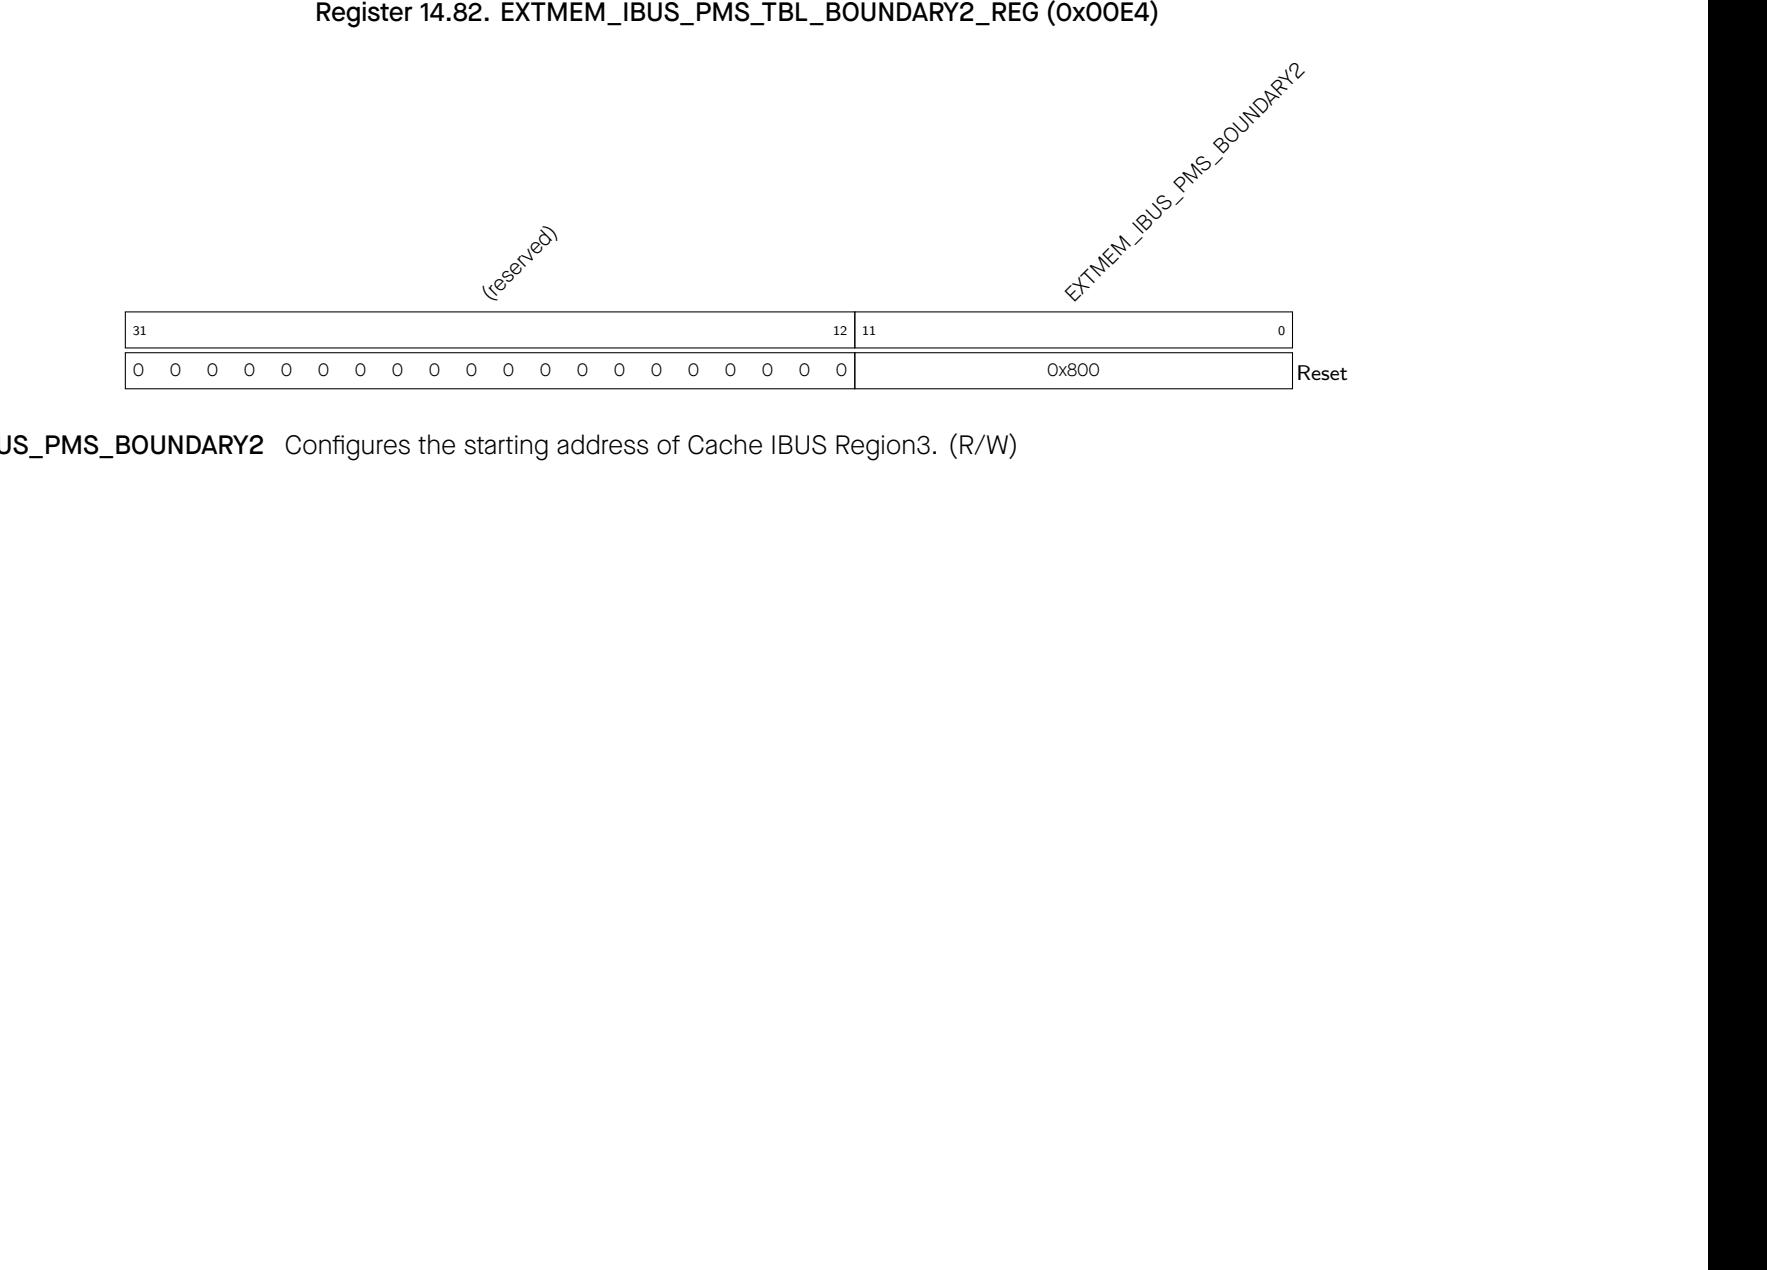 Register 14.82. EXTMEM_IBUS_PMS_TBL_BOUNDARY2_REG (0x00E4)
(reserved)
EXTMEM_IBUS_PMS_BOUNDARY2
31 12 11 0
0 0 0 0 0 0 0 0 0 0 0 0 0 0 0 0 0 0 0 0 0x800 Reset
US_PMS_BOUNDARY2 Configures the starting address of Cache IBUS Region3. (R/W)